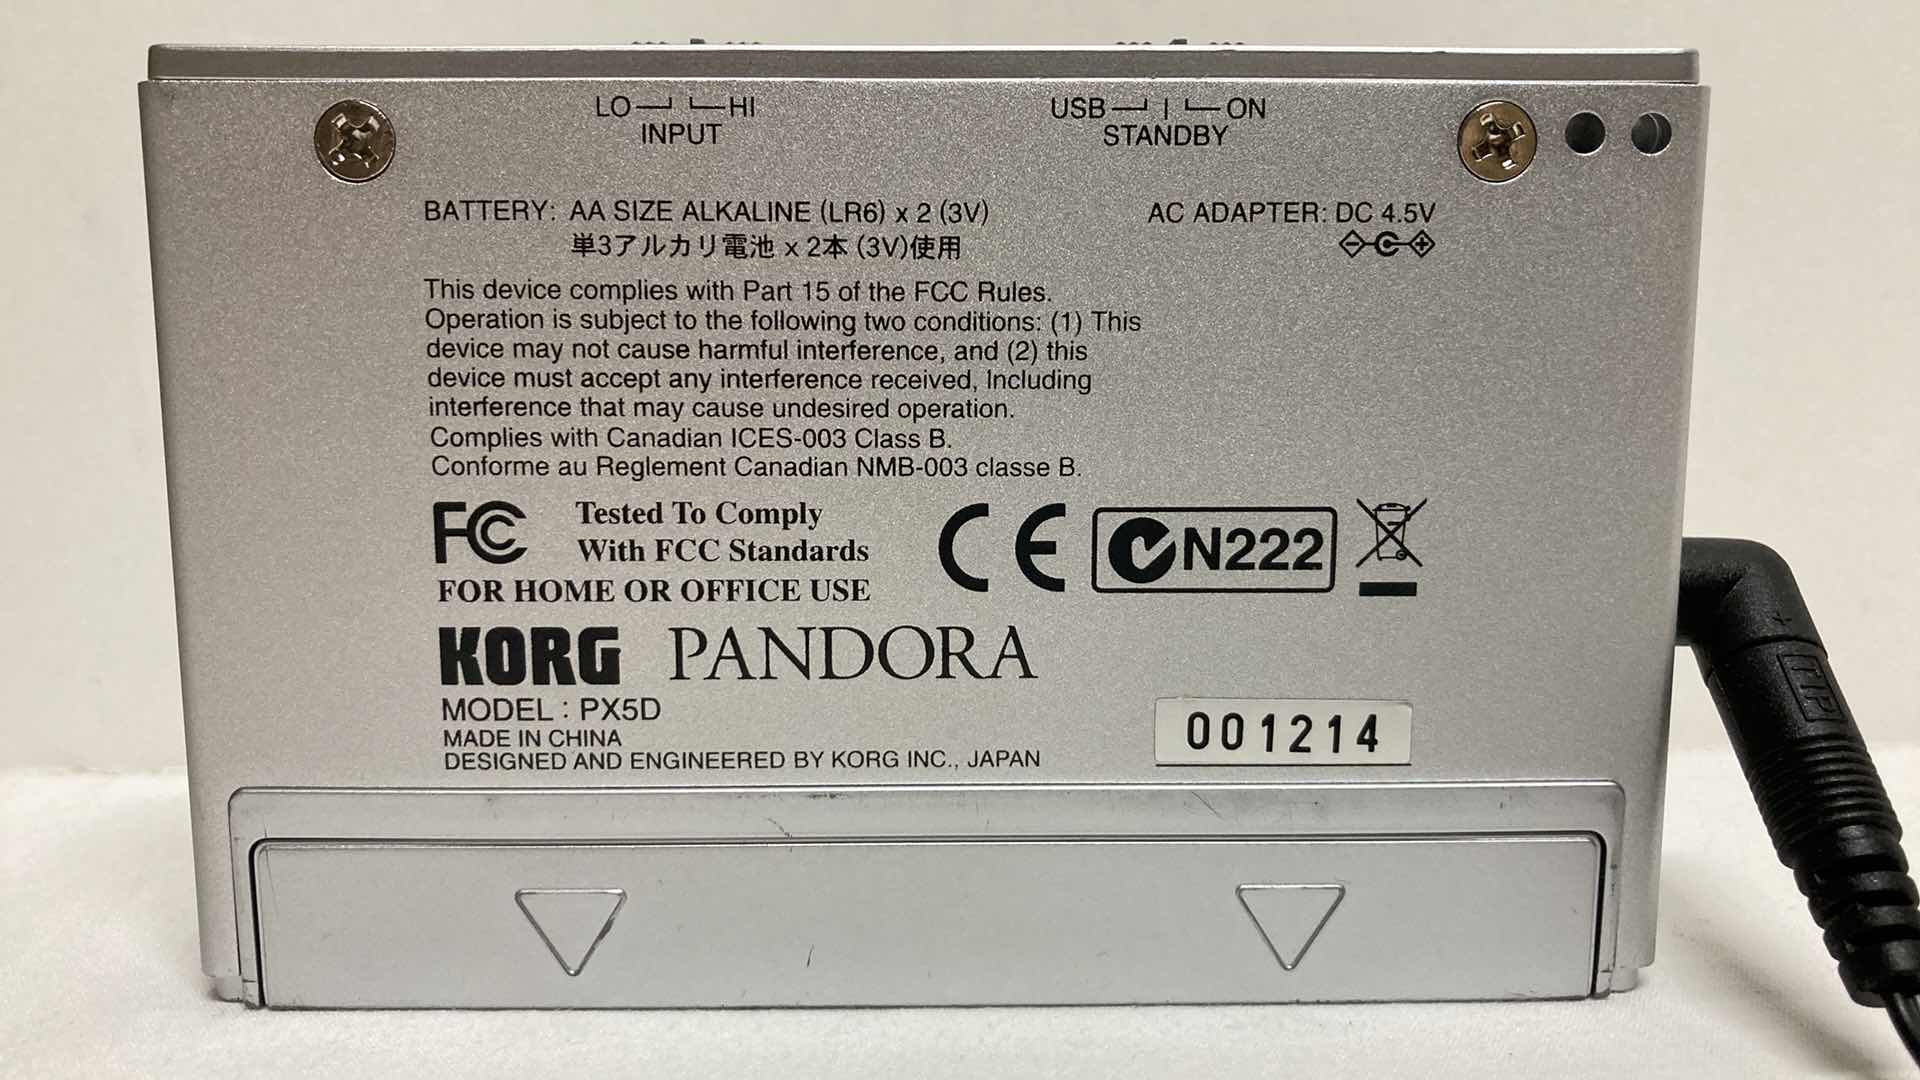 LO HI
INPUT
USB ON
STANDBY
BATTERY: AA SIZE ALKALINE (LR6) x 2 (3V)
単3アルカリ電池 x 2本 (3V)使用
AC ADAPTER: DC 4.5V
This device complies with Part 15 of the FCC Rules.
Operation is subject to the following two conditions: (1) This
device may not cause harmful interference, and (2) this
device must accept any interference received, Including
interference that may cause undesired operation.
Complies with Canadian ICES-003 Class B.
Conforme au Reglement Canadian NMB-003 classe B.
FC Tested To Comply
With FCC Standards
FOR HOME OR OFFICE USE
CE N222
KORG PANDORA
MODEL : PX5D
MADE IN CHINA
DESIGNED AND ENGINEERED BY KORG INC., JAPAN
001214